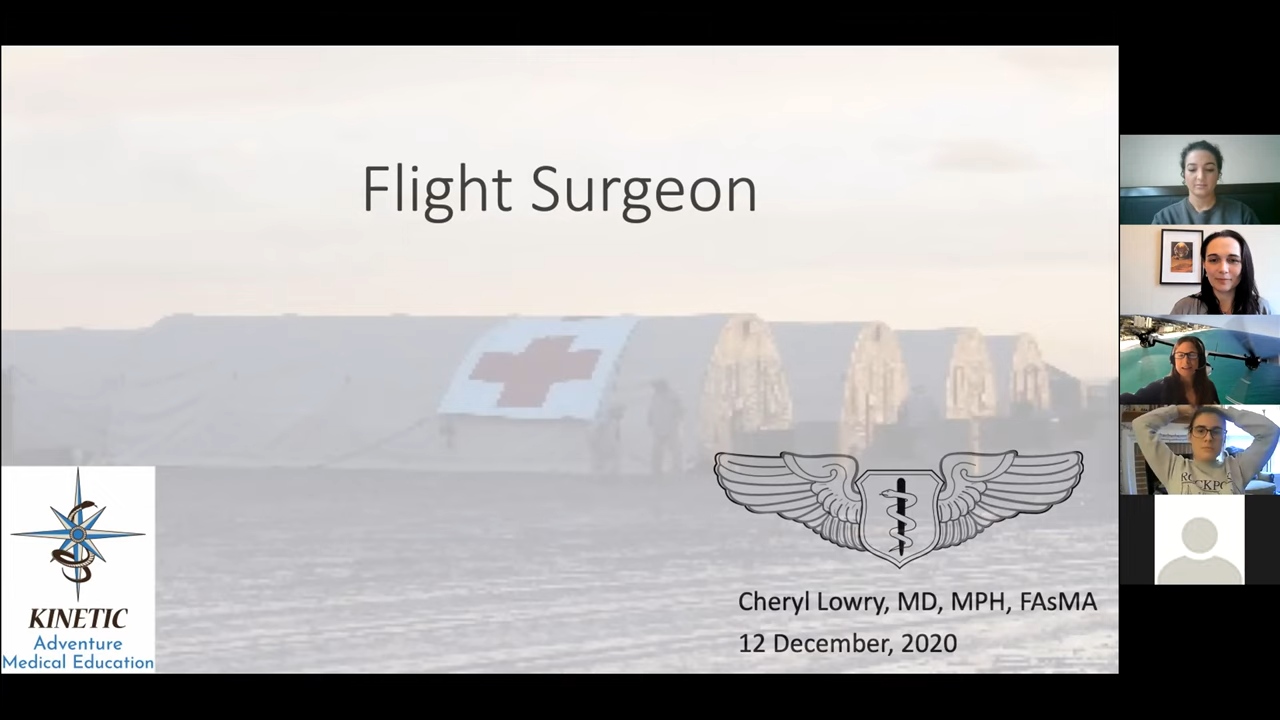 Flight Surgeon
KINETIC
Adventure
Medical Education
Cheryl Lowry, MD, MPH, FAsMA
12 December, 2020